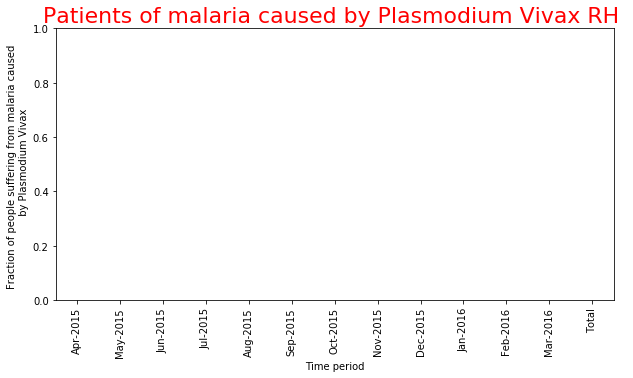 Patients of malaria caused by Plasmodium Vivax RH
Fraction of people suffering from malaria caused
by Plasmodium Vivax
1.0
0.8
0.6
0.4
0.2
0.0
Apr-2015
May-2015
Jun-2015
Jul-2015
Aug-2015
Sep-2015
Oct-2015
Nov-2015
Dec-2015
Jan-2016
Feb-2016
Mar-2016
Total
Time period